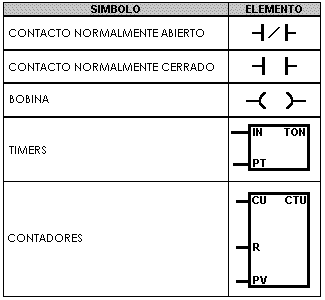 SIMBOLO ELEMENTO
CONTACTO NORMALMENTE ABIERTO
CONTACTO NORMALMENTE CERRADO
BOBINA
TIMERS
IN TON
PT
CONTADORES
CU CTU
R
PV